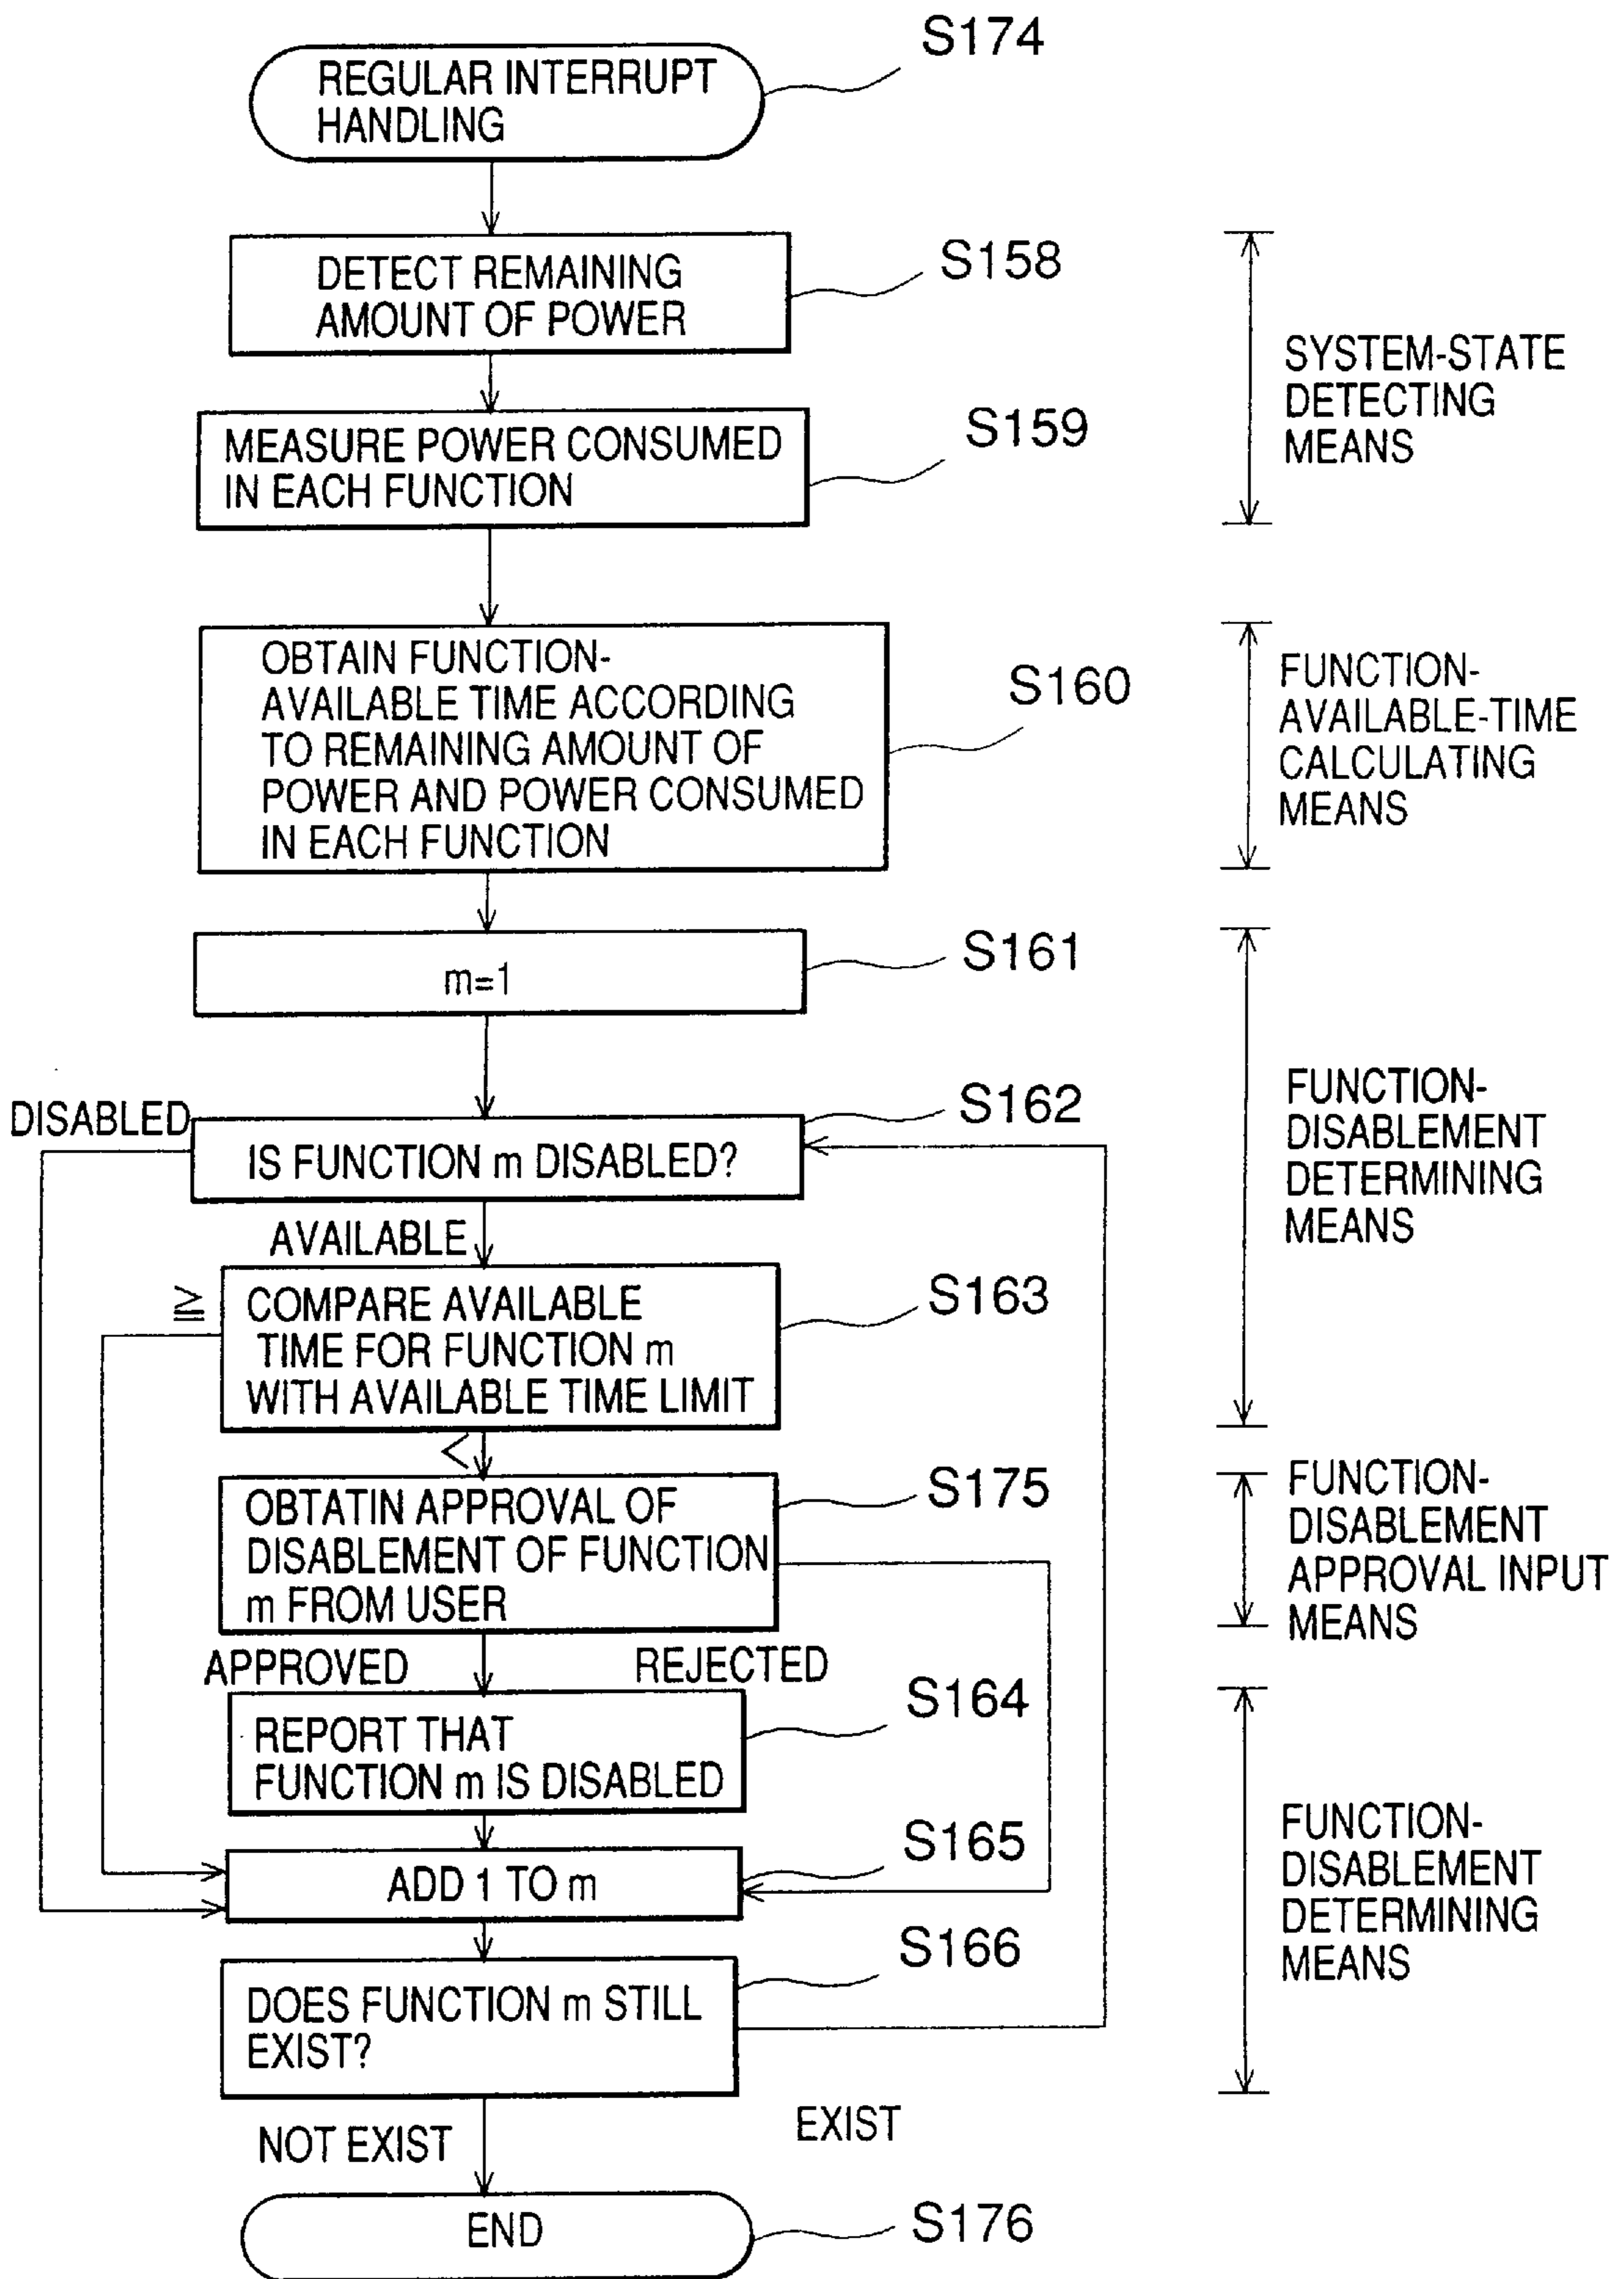 S174
REGULAR INTERRUPT
HANDLING
S158
DETECT REMAINING
AMOUNT OF POWER
SYSTEM-STATE
DETECTING
MEANS
S159
MEASURE POWER CONSUMED
IN EACH FUNCTION
OBTAIN FUNCTION-
AVAILABLE TIME ACCORDING
TO REMAINING AMOUNT OF
POWER AND POWER CONSUMED
IN EACH FUNCTION
S160
FUNCTION-
AVAILABLE-TIME
CALCULATING
MEANS
S161
m=1
FUNCTION-
DISABLEMENT
DETERMINING
MEANS
DISABLED
S162
IS FUNCTION m DISABLED?
AVAILABLE
≧
COMPARE AVAILABLE
TIME FOR FUNCTION m
WITH AVAILABLE TIME LIMIT
S163
<
S175
OBTATIN APPROVAL OF
DISABLEMENT OF FUNCTION
m FROM USER
FUNCTION-
DISABLEMENT
APPROVAL INPUT
MEANS
APPROVED
REJECTED
S164
REPORT THAT
FUNCTION m IS DISABLED
S165
ADD 1 TO m
FUNCTION-
DISABLEMENT
DETERMINING
MEANS
S166
DOES FUNCTION m STILL
EXIST?
NOT EXIST
EXIST
END
S176